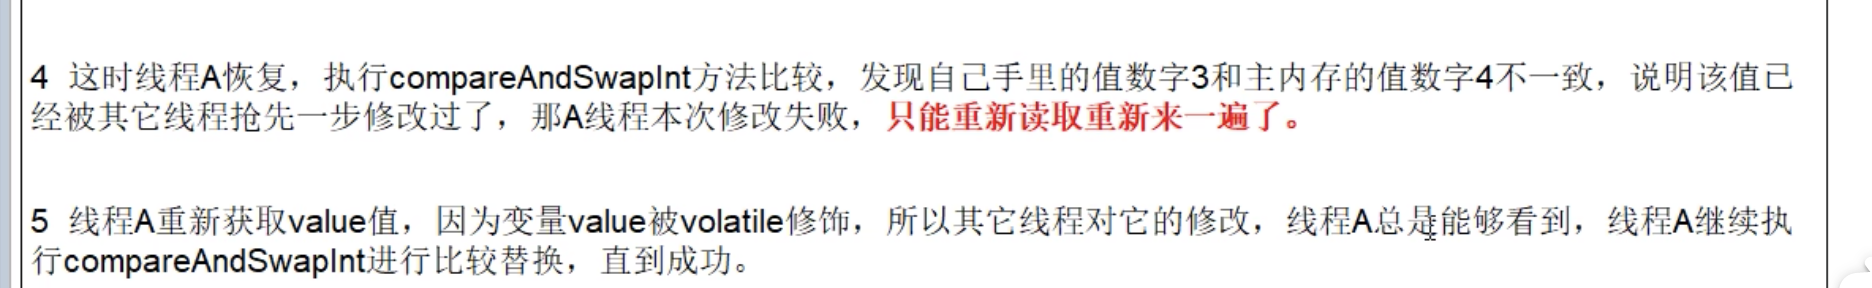 4 这时线程A恢复，执行compareAndSwapInt方法比较，发现自己手里的值数字3和主内存的值数字4不一致，说明该值已
经被其它线程抢先一步修改过了，那A线程本次修改失败，只能重新读取重新来一遍了。
5 线程A重新获取value值，因为变量value被volatile修饰，所以其它线程对它的修改，线程A总是能够看到，线程A继续执
行compareAndSwapInt进行比较替换，直到成功。